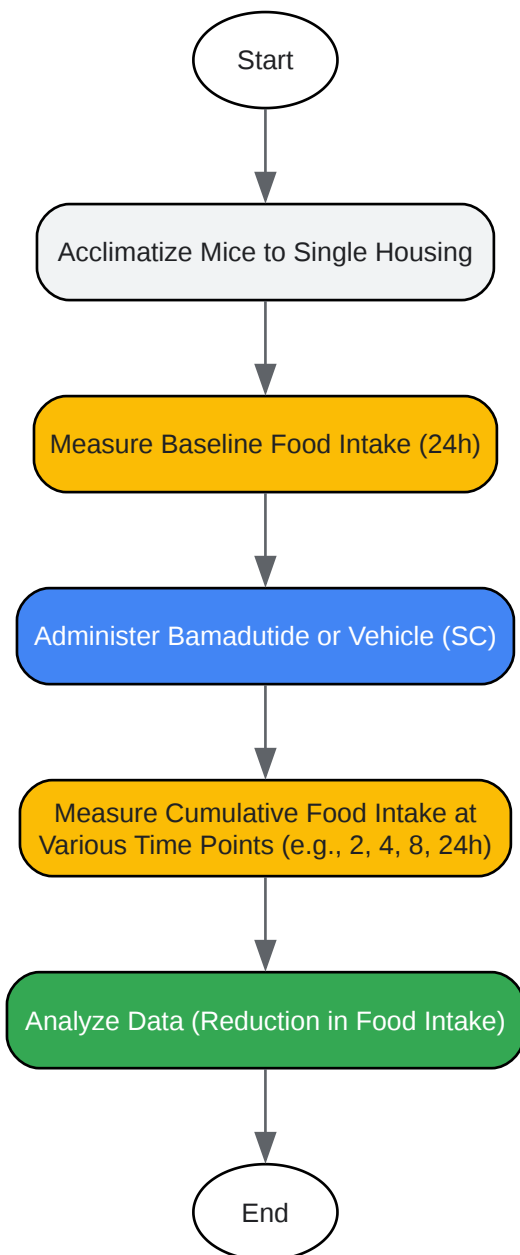 Start
Acclimatize Mice to Single Housing
Measure Baseline Food Intake (24h)
Administer Bamadutide or Vehicle (SC)
Measure Cumulative Food Intake at
Various Time Points (e.g., 2, 4, 8, 24h)
Analyze Data (Reduction in Food Intake)
End